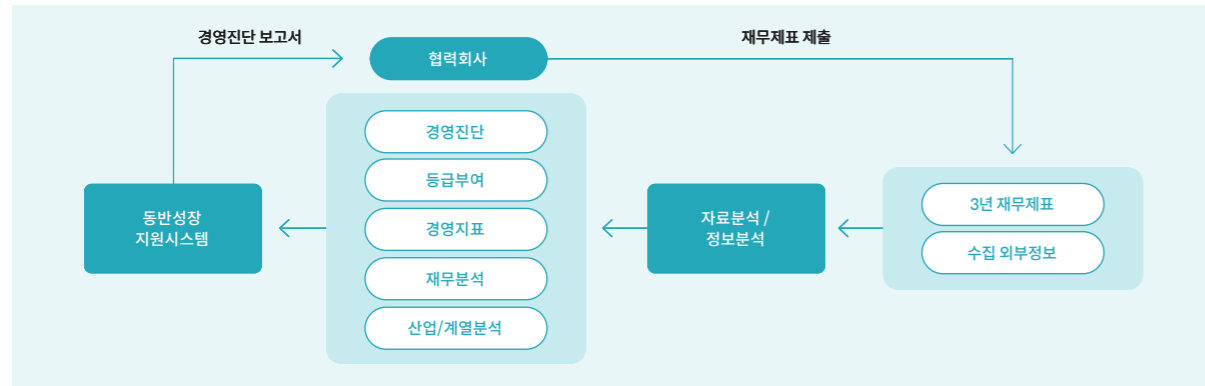 경영진단 보고서
협력회사
재무제표 제출
경영진단
등급부여
경영지표
재무분석
산업/계열분석
동반성장
지원시스템
자료분석 /
정보분석
3년 재무제표
수집 외부정보